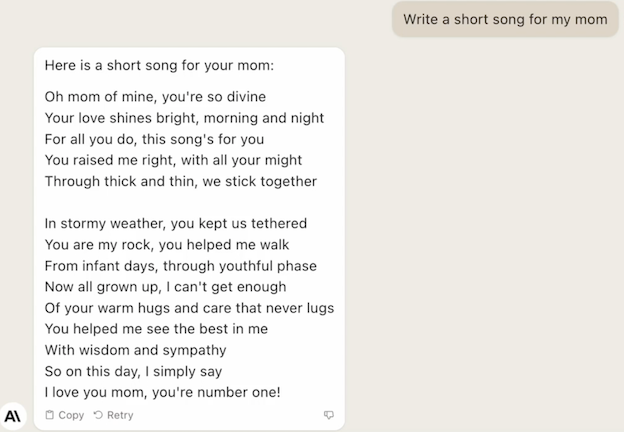 Write a short song for my mom
Here is a short song for your mom:
Oh mom of mine, you're so divine
Your love shines bright, morning and night
For all you do, this song's for you
You raised me right, with all your might
Through thick and thin, we stick together
In stormy weather, you kept us tethered
You are my rock, you helped me walk
From infant days, through youthful phase
Now all grown up, I can't get enough
Of your warm hugs and care that never lugs
You helped me see the best in me
With wisdom and sympathy
So on this day, I simply say
I love you mom, you're number one!
Copy Retry
A\